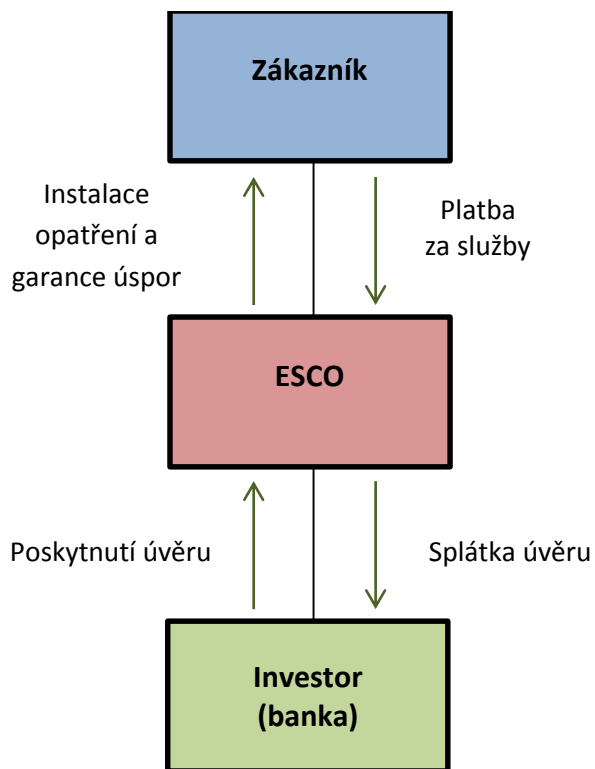 Zákazník
Instalace
opatření a
garance úspor
Platba
za služby
ESCO
Poskytnutí úvěru
Splátka úvěru
Investor
(banka)